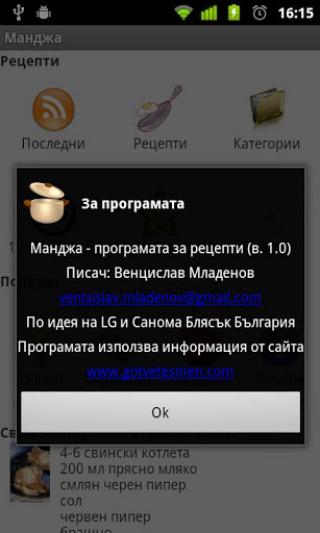 16:15
Манджа
Рецепти
Последни Рецепти Категории
За програмата
Манджа - програмата за рецепти (в. 1.0)
Писач: Венцислав Младенов
ventsislav.mladenov@gmail.com
По идея на LG и Санома Блясък България
Програмата използва информация от сайта
www.gotvetesmen.com
Ok
4-6 свински котлета
200 мл прясно мляко
смлян черен пипер
сол
червен пипер
брашно